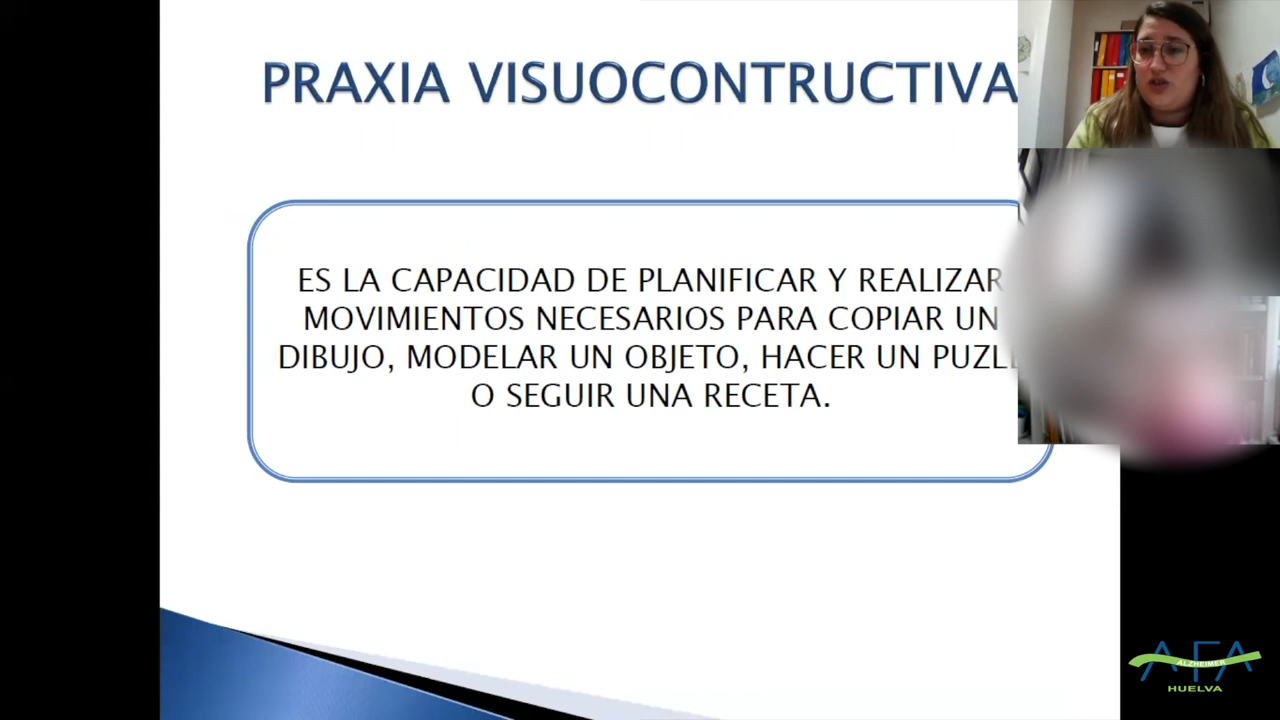 PRAXIA VISUOCONTRUCTIVA
ES LA CAPACIDAD DE PLANIFICAR Y REALIZAR
MOVIMIENTOS NECESARIOS PARA COPIAR UN
DIBUJO, MODELAR UN OBJETO, HACER UN
O SEGUIR UNA RECETA.
AFA
ALZHEIMER
HUELVA